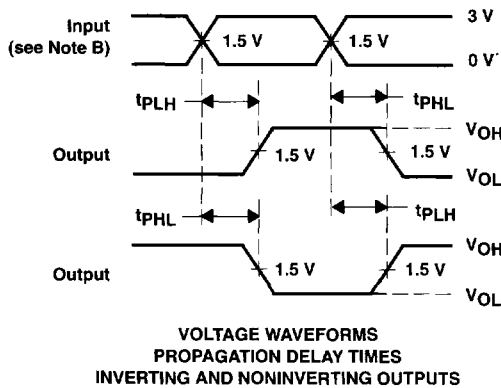 Input
(see Note B)
1.5 V
1.5 V
3 V
0 V
tPLH
tPHL
Output
1.5 V
1.5 V
VOH
VOL
tPHL
tPLH
Output
1.5 V
1.5 V
VOH
VOL
VOLTAGE WAVEFORMS
PROPAGATION DELAY TIMES
INVERTING AND NONINVERTING OUTPUTS